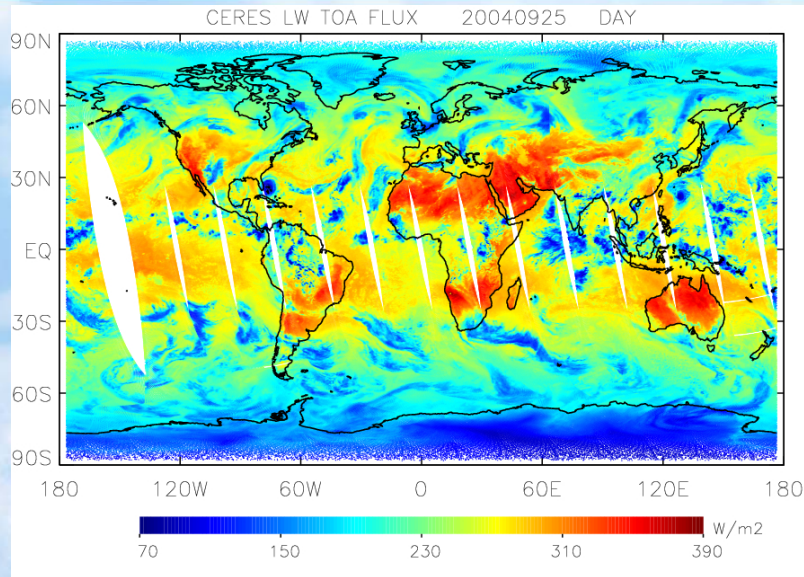 CERES LW TOA FLUX 20040925 DAY
90N
60N
30N
EQ
30S
60S
90S
180 120W 60W 0 60E 120E 180
W/m2
70 150 230 310 390